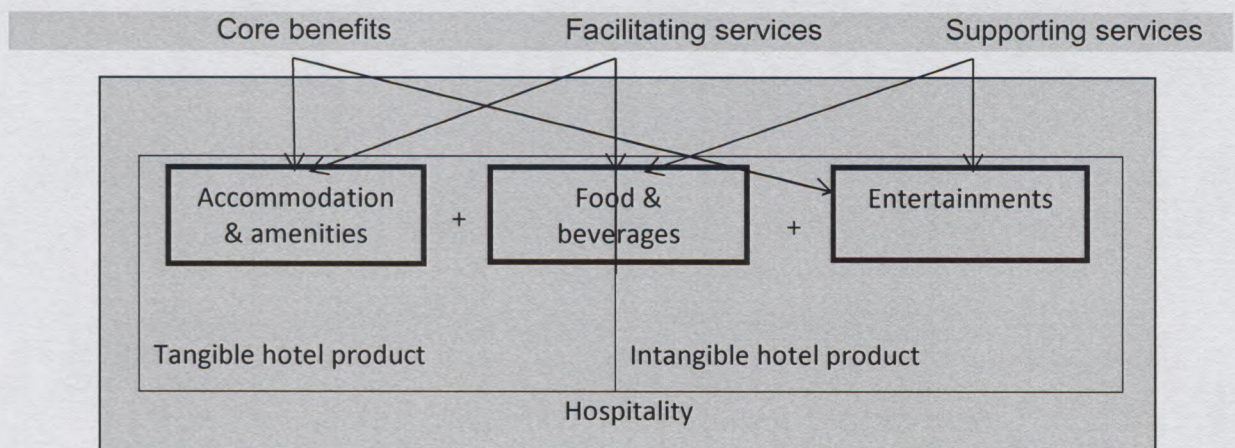 Core benefits Facilitating services Supporting services
Accommodation
& amenities
+
Food &
beverages
+
Entertainments
Tangible hotel product
Intangible hotel product
Hospitality